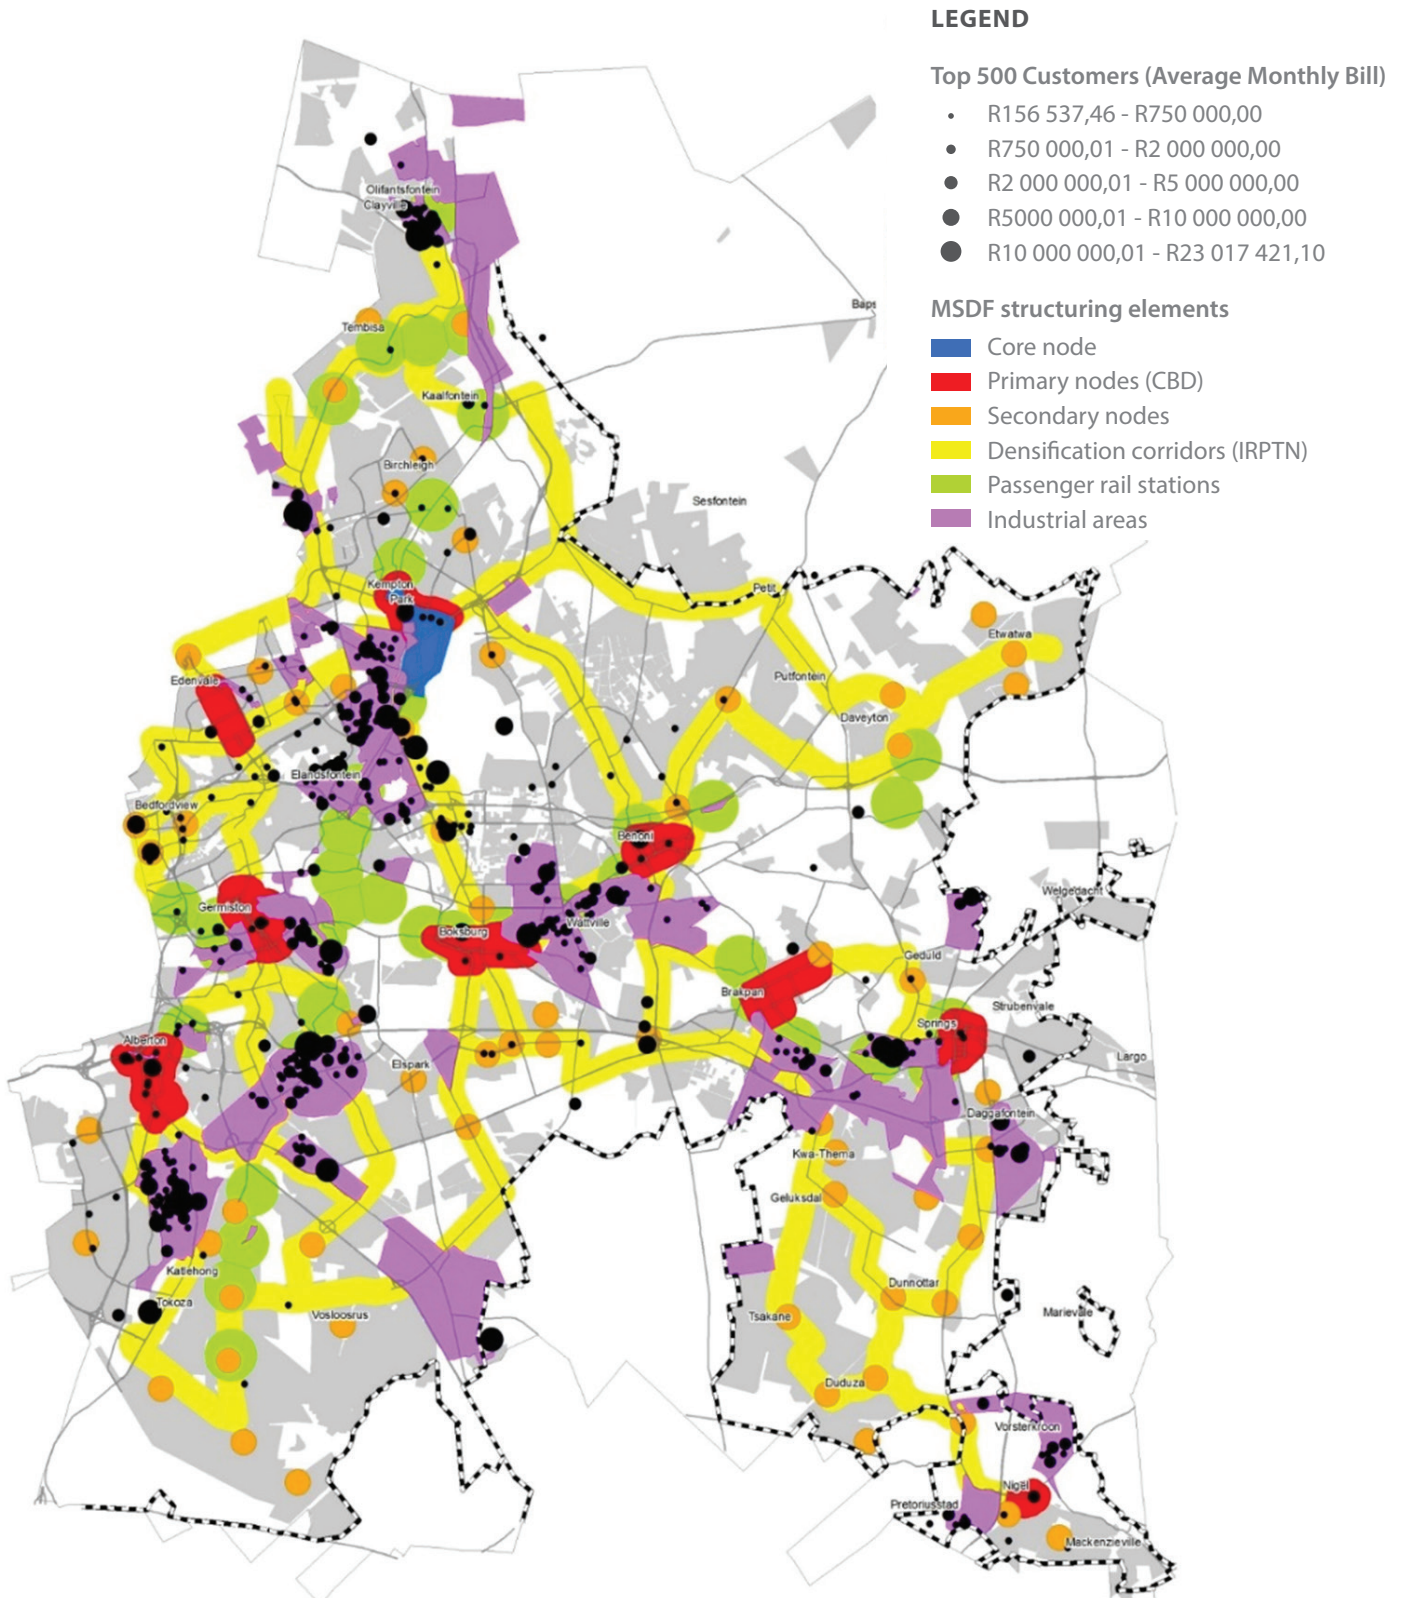 LEGEND
Top 500 Customers (Average Monthly Bill)
R156 537,46 - R750 000,00
R750 000,01 - R2 000 000,00
R2 000 000,01 - R5 000 000,00
R5000 000,01 - R10 000 000,00
R10 000 000,01 - R23 017 421,10
MSDF structuring elements
Core node
Primary nodes (CBD)
Secondary nodes
Densification corridors (IRPTN)
Passenger rail stations
Industrial areas
Olifantsfontein
Clayville
Baps
Tembisa
Kaalfontein
Birchleigh
Sesfontein
Kempton
Park
Petit
Etwatwa
Edenvale
Putfontein
Daveyton
Elandsfontein
Bedfordview
Benoni
Welgedacht
Germiston
Wattville
Boksburg
Geduld
Brakpan
Strubenvale
Springs
Alberton
Elspark
Largo
Daggafontein
Kwa-Thema
Geluksdal
Katlehong
Dunnottar
Tokoza
Vosloosrus
Tsakane
Marievale
Duduza
Vorsterkroon
Nigel
Pretoriusstad
Mackenzieville